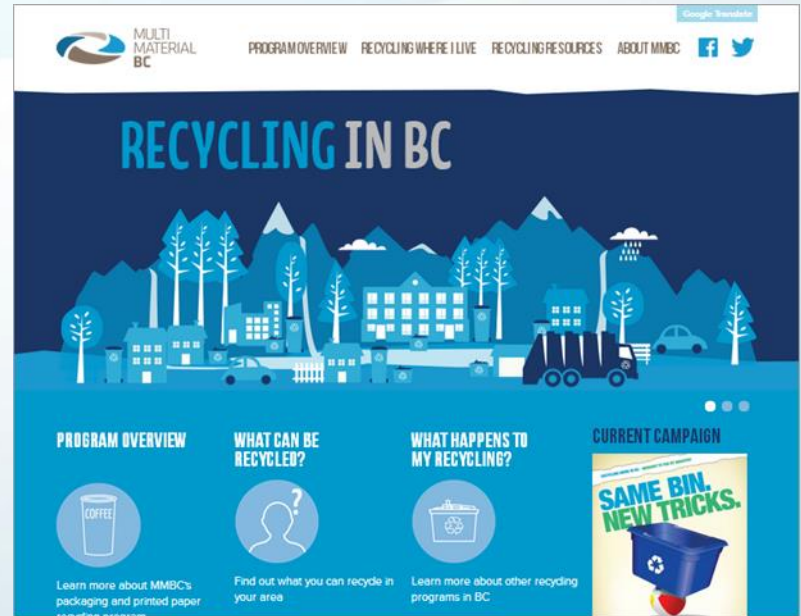 Google Translate
MULTI
MATERIAL
BC
PROGRAM OVERVIEW RECYCLING WHERE I LIVE RECYCLING RESOURCES ABOUT MMBC
RECYCLING IN BC
PROGRAM OVERVIEW
COFFEE
Learn more about MMBC's
packaging and printed paper
recycling program
WHAT CAN BE
RECYCLED?
?
Find out what you can recycle in
your area
WHAT HAPPENS TO
MY RECYCLING?
Learn more about other recycling
programs in BC
CURRENT CAMPAIGN
SAME BIN.
NEW TRICKS.